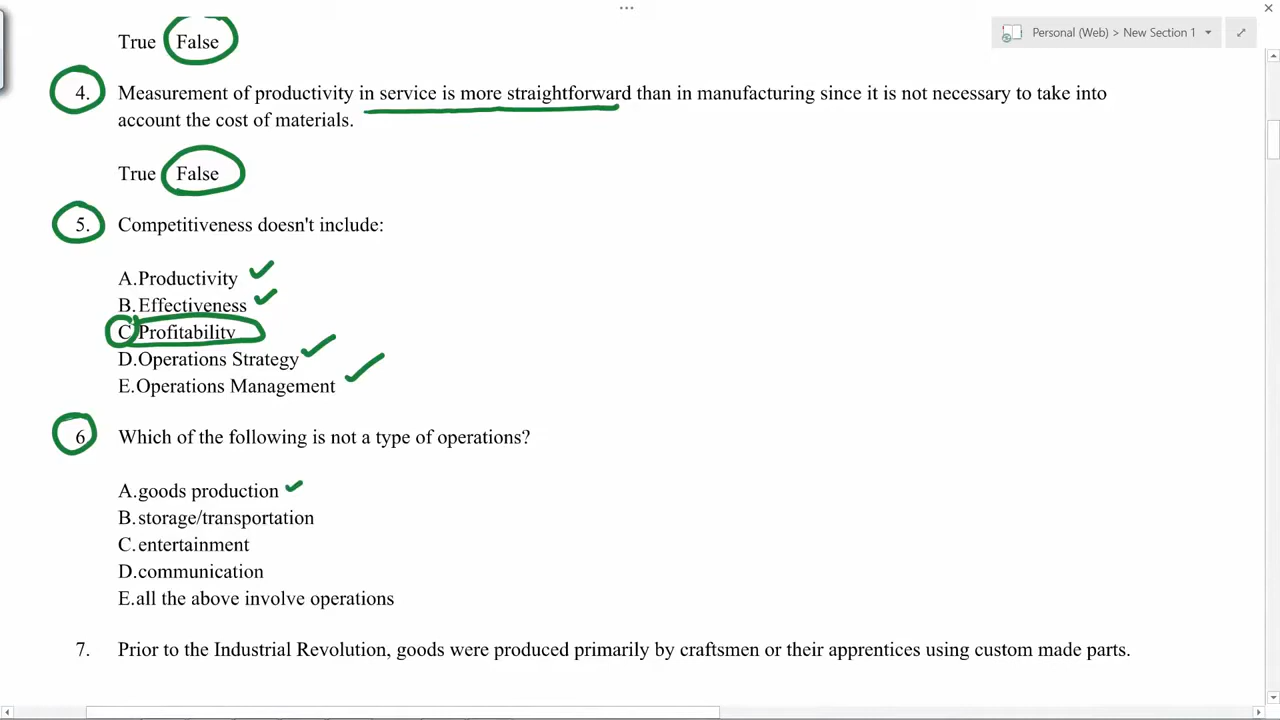 ...
Personal (Web) > New Section 1
True False
4. Measurement of productivity in service is more straightforward than in manufacturing since it is not necessary to take into
account the cost of materials.
True False
5. Competitiveness doesn't include:
A.Productivity
B.Effectiveness
C Profitability
D.Operations Strategy
E.Operations Management
6 Which of the following is not a type of operations?
A.goods production
B.storage/transportation
C.entertainment
D.communication
E.all the above involve operations
7. Prior to the Industrial Revolution, goods were produced primarily by craftsmen or their apprentices using custom made parts.